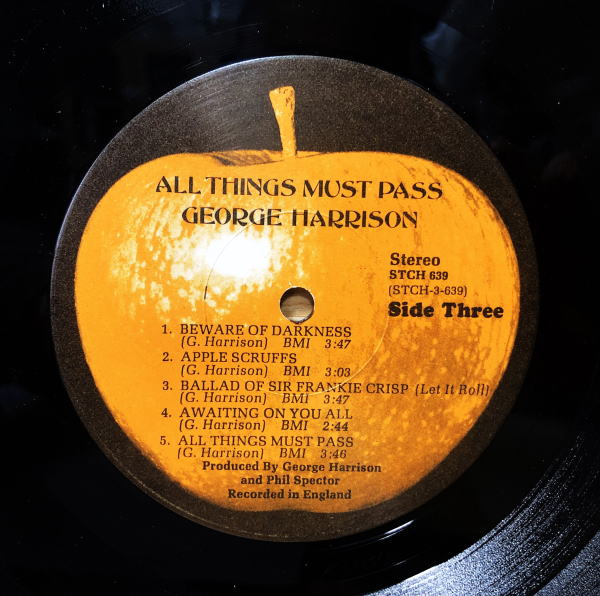 ALL THINGS MUST PASS
GEORGE HARRISON
Stereo
STCH 639
(STCH-3-639)
Side Three
1. BEWARE OF DARKNESS
(G. Harrison) BMI 3:47
2. APPLE SCRUFFS
(G. Harrison) BMI 3:03
3. BALLAD OF SIR FRANKIE CRISP (Let It Roll)
(G. Harrison) BMI 3:47
4. AWAITING ON YOU ALL
(G. Harrison) BMI 2:44
5. ALL THINGS MUST PASS
(G. Harrison) BMI 3:46
Produced By George Harrison
and Phil Spector
Recorded in England